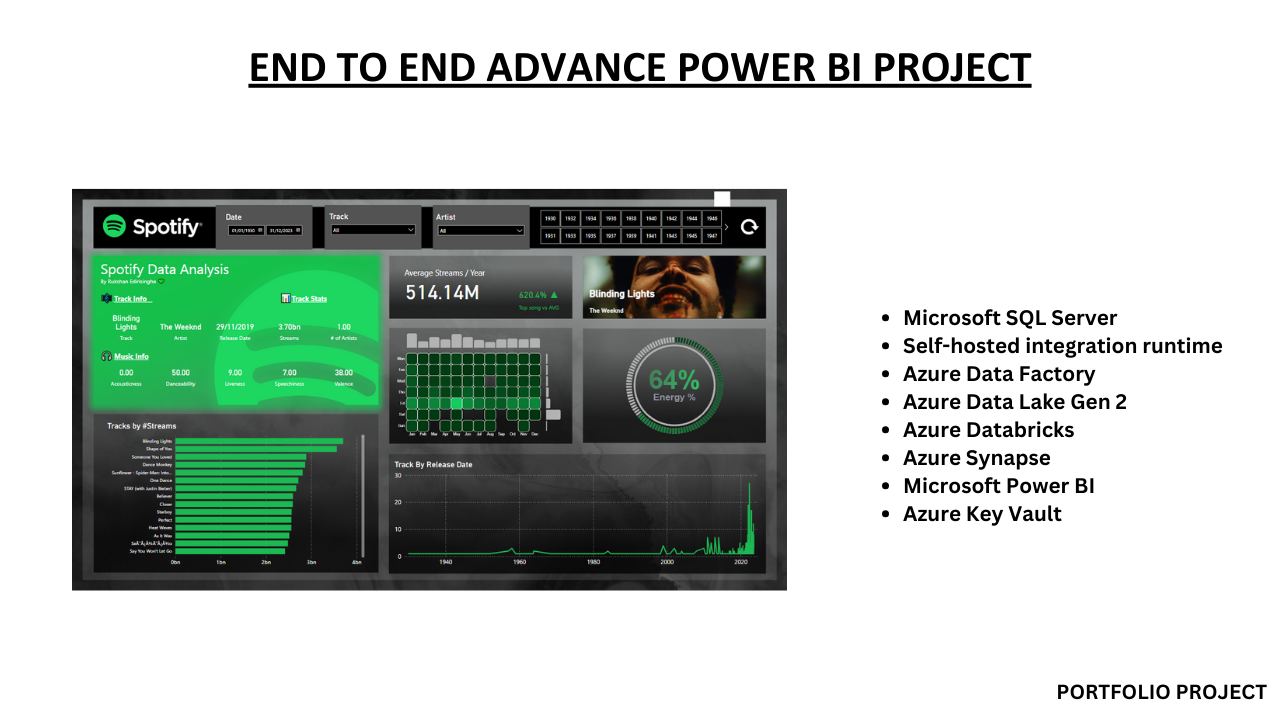 END TO END ADVANCE POWER BI PROJECT
Spotify
Date
01/01/1930 31/12/2023
Track
All
Artist
All
1930 1932 1934 1936 1938 1940 1942 1944 1946
1931 1933 1935 1937 1939 1941 1943 1945 1947
Spotify Data Analysis
By Rukshan Edirisinghe
Track Info
Track Stats
Blinding
Lights
The Weeknd
29/11/2019
3.70bn
1.00
Track
Artist
Release Date
Streams
# of Artists
Music Info
0.00
50.00
9.00
7.00
38.00
Acousticness
Danceability
Liveness
Speechiness
Valence
Average Streams / Year
514.14M
620.4% ▲
Top song vs AVG
Blinding Lights
The Weeknd
Mon
Tue
Wed
Thu
Fri
Sat
Sun
Jan Feb Mar Apr May Jun Jul Aug Sep Oct Nov Dec
64%
Energy %
Tracks by #Streams
Blinding Lights
Shape of You
Someone You Loved
Dance Monkey
Sunflower - Spider-Man: Into...
One Dance
STAY (with Justin Bieber)
Believer
Closer
Starboy
Perfect
Heat Waves
As It Was
Say You Won't Let Go
0bn 1bn 2bn 3bn 4bn
Track By Release Date
30
20
10
0
1940 1960 1980 2000 2020
• Microsoft SQL Server
• Self-hosted integration runtime
• Azure Data Factory
• Azure Data Lake Gen 2
• Azure Databricks
• Azure Synapse
• Microsoft Power BI
• Azure Key Vault
PORTFOLIO PROJECT